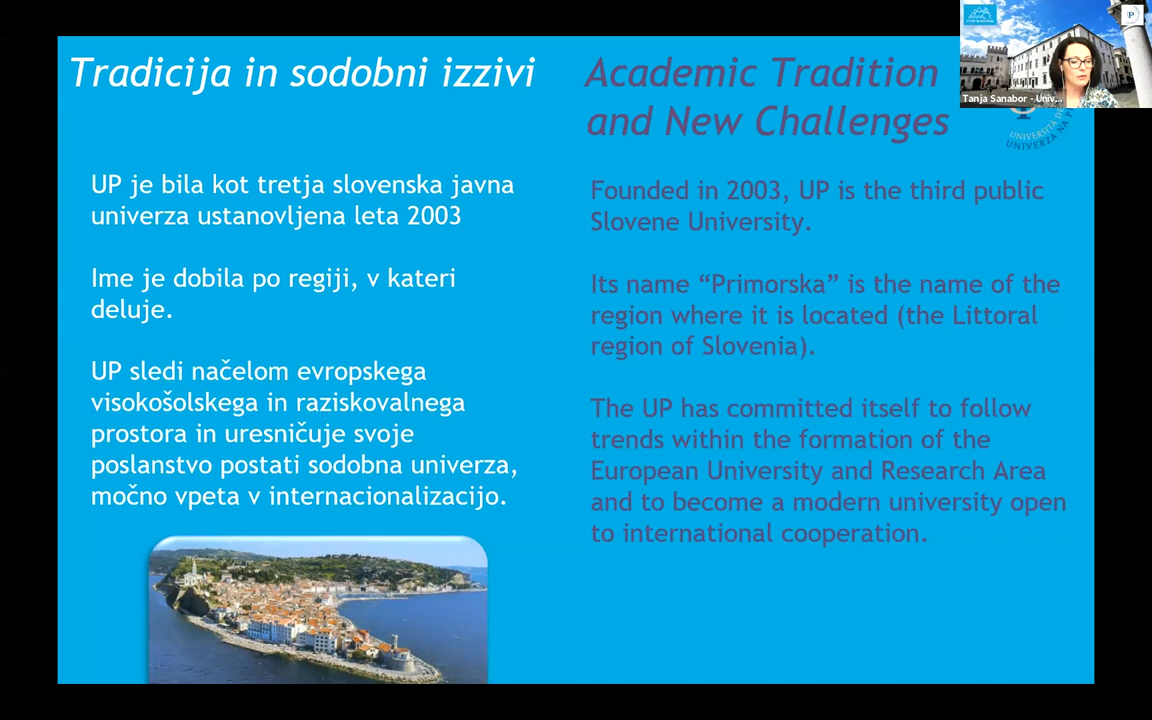 Tradicija in sodobni izzivi
UP je bila kot tretja slovenska javna
univerza ustanovljena leta 2003
Ime je dobila po regiji, v kateri
deluje.
UP sledi načelom evropskega
visokošolskega in raziskovalnega
prostora in uresničuje svoje
poslanstvo postati sodobna univerza,
močno vpeta v internacionalizacijo.
Academic Tradition
and New Challenges
Founded in 2003, UP is the third public
Slovene University.
Its name “Primorska” is the name of the
region where it is located (the Littoral
region of Slovenia).
The UP has committed itself to follow
trends within the formation of the
European University and Research Area
and to become a modern university open
to international cooperation.
Tanja Sanabor - Univ...
UNIVERSITÀ
UNIVERZA NA